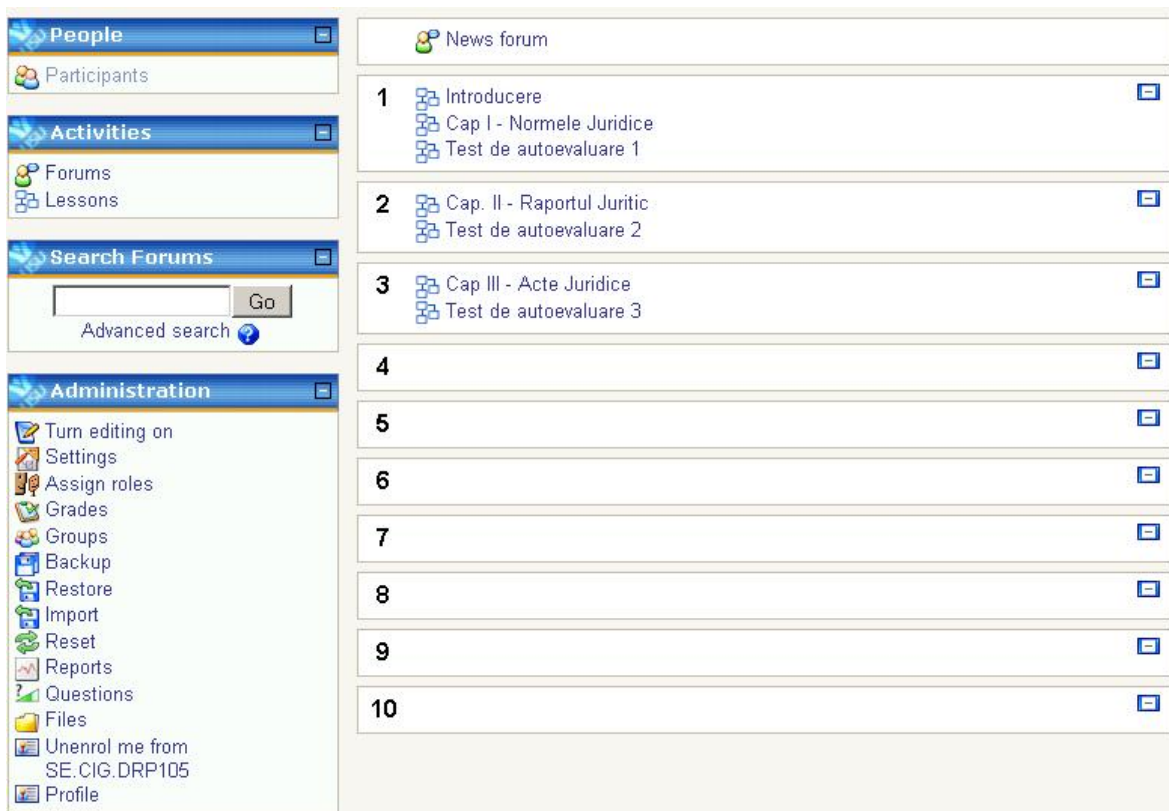 People
Participants
Activities
Forums
Lessons
Search Forums
Go
Advanced search
Administration
Turn editing on
Settings
Assign roles
Grades
Groups
Backup
Restore
Import
Reset
Reports
Questions
Files
Unenrol me from
SE.CIG.DRP105
Profile
News forum
1 Introducere
Cap I - Normele Juridice
Test de autoevaluare 1
2 Cap. II - Raportul Juritic
Test de autoevaluare 2
3 Cap III - Acte Juridice
Test de autoevaluare 3
4
5
6
7
8
9
10